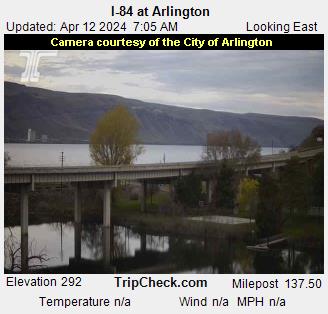 I-84 at Arlington
Updated: Apr 12 2024 7:05 AM Looking East
Camera courtesy of the City of Arlington
Elevation 292 TripCheck.com Milepost 137.50
Temperature n/a Wind n/a MPH n/a